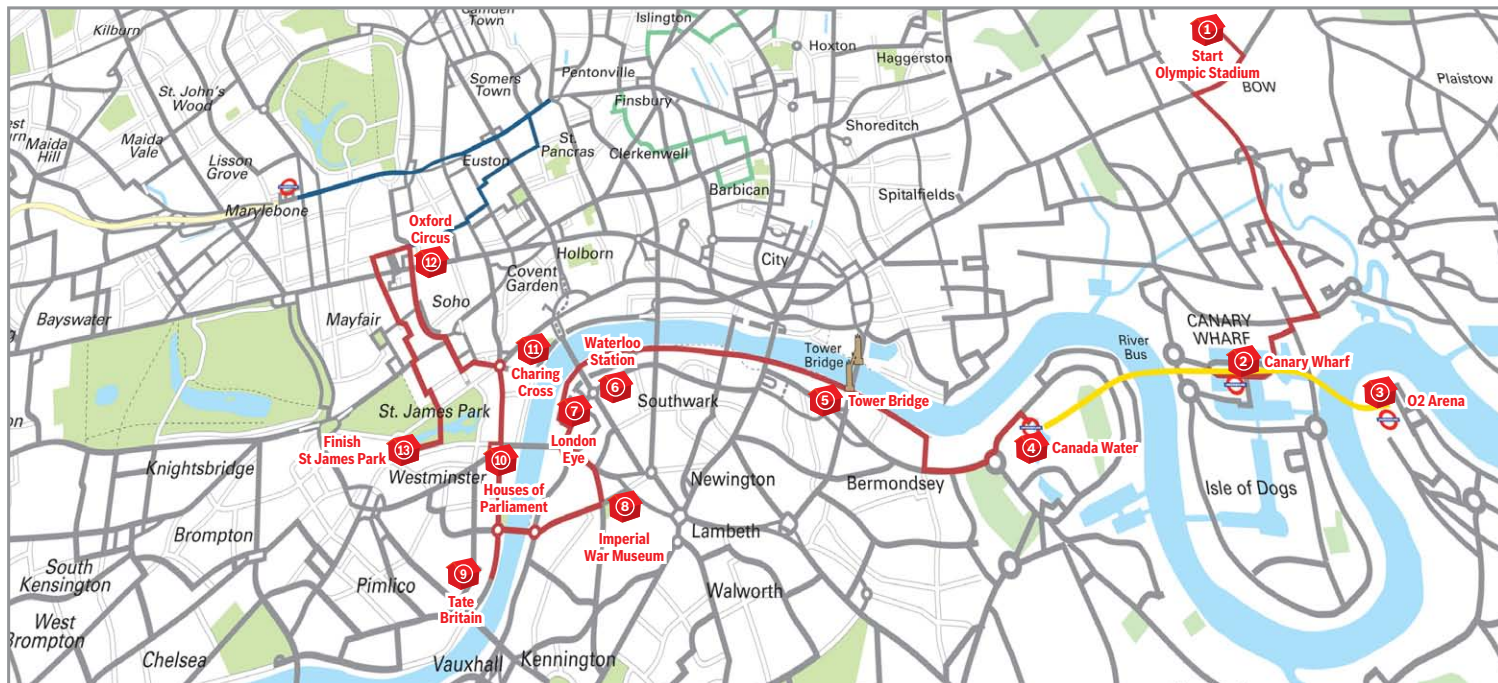 Kilburn
Camden
Town
Islington
Hoxton
Haggerston
1
Start
Olympic Stadium
BOW
Plaistow
St. John's
Wood
Somers
Town
Pentonville
Finsbury
Maida
Hill
Maida
Vale
Lisson
Grove
Euston
St.
Pancras
Clerkenwell
Shoreditch
Barbican
Spitalfields
Marylebone
Oxford
Circus
12
Holborn
City
Covent
Garden
Soho
Bayswater
Mayfair
11
Charing
Cross
Waterloo
Station
6
Tower
Bridge
River
Bus
CANARY
WHARF
2
Canary Wharf
3
O2 Arena
St. James Park
Southwark
5
Tower Bridge
7
London
Eye
Finish
St James Park
13
4
Canada Water
Knightsbridge
Westminster
10
Houses of
Parliament
Newington
Bermondsey
Isle of Dogs
8
Imperial
War Museum
Lambeth
Brompton
South
Kensington
Pimlico
9
Tate
Britain
Walworth
West
Brompton
Chelsea
Vauxhall
Kennington